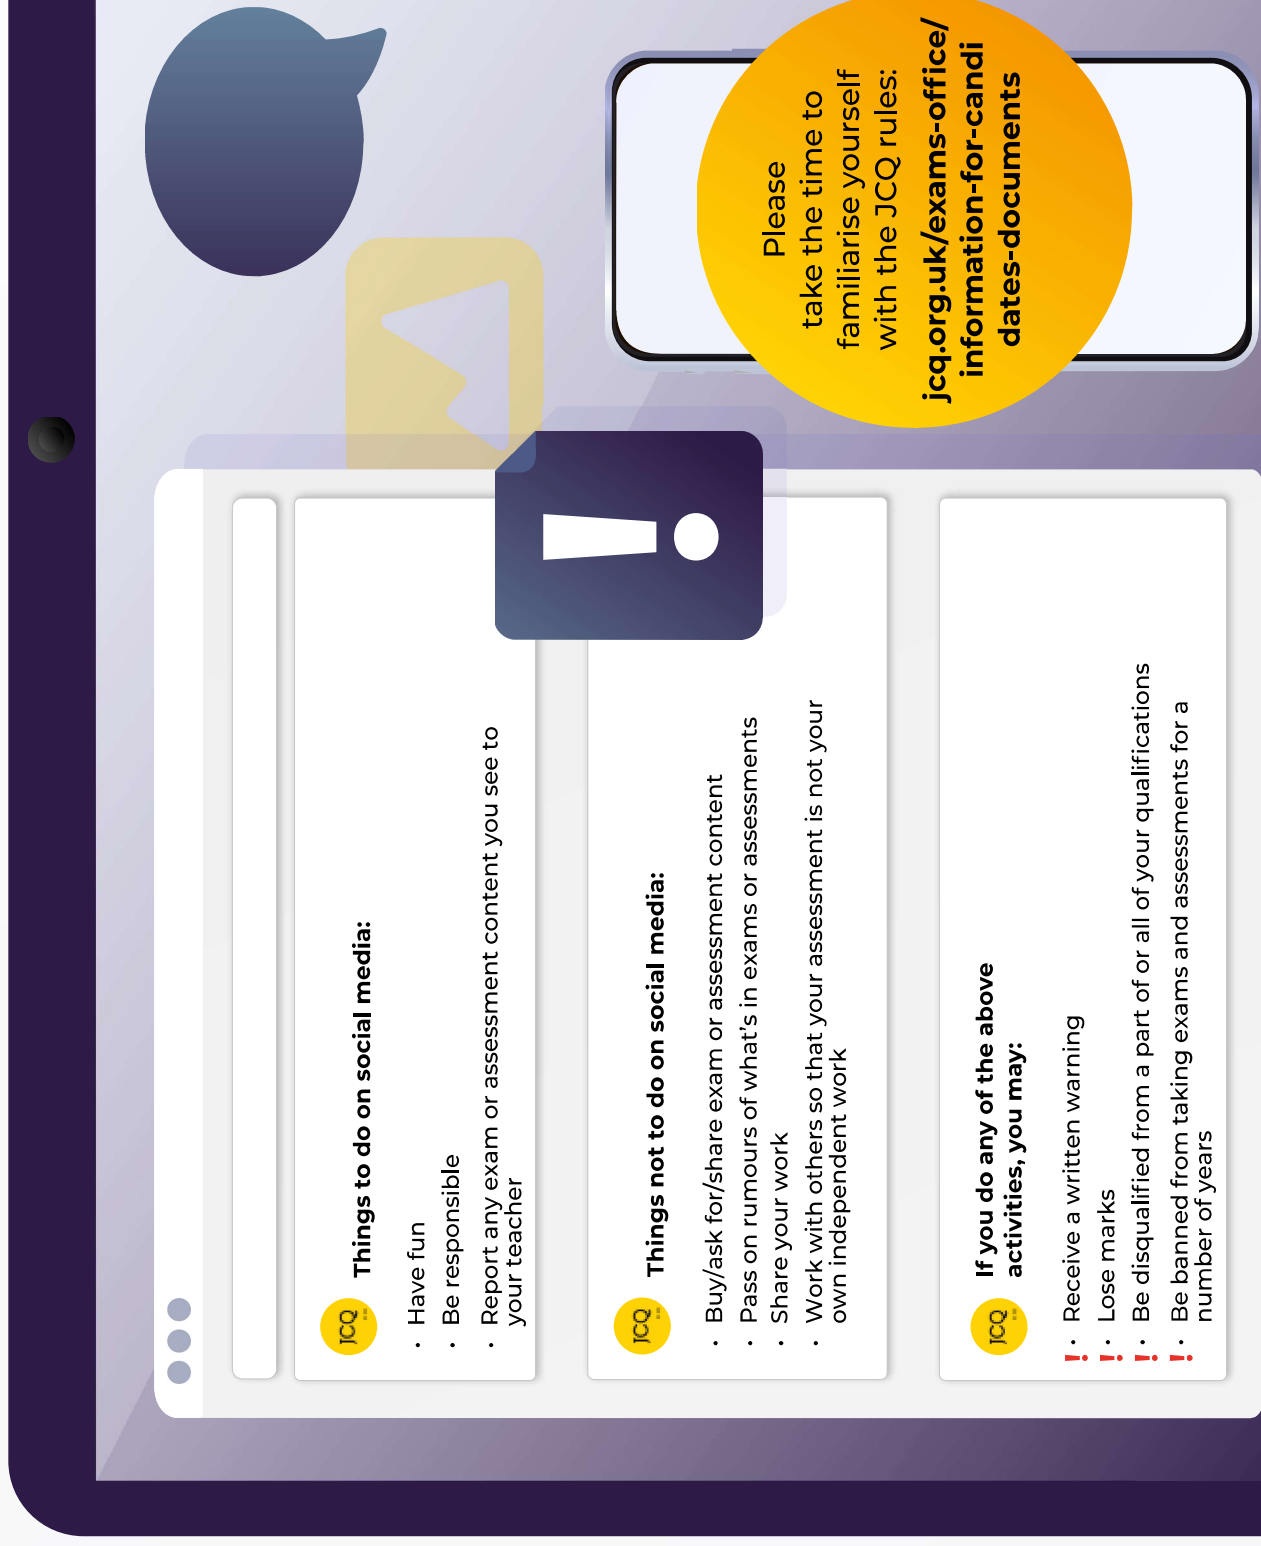 JCQ
Things to do on social media:
· Have fun
· Be responsible
· Report any exam or assessment content you see to
your teacher
JCQ
Things not to do on social media:
· Buy/ask for/share exam or assessment content
· Pass on rumours of what's in exams or assessments
· Share your work
· Work with others so that your assessment is not your
own independent work
JCQ
If you do any of the above
activities, you may:
! · Receive a written warning
! · Lose marks
! · Be disqualified from a part of or all of your qualifications
! · Be banned from taking exams and assessments for a
number of years
!
Please
take the time to
familiarise yourself
with the JCQ rules:
jcq.org.uk/exams-office/
information-for-candi
dates-documents